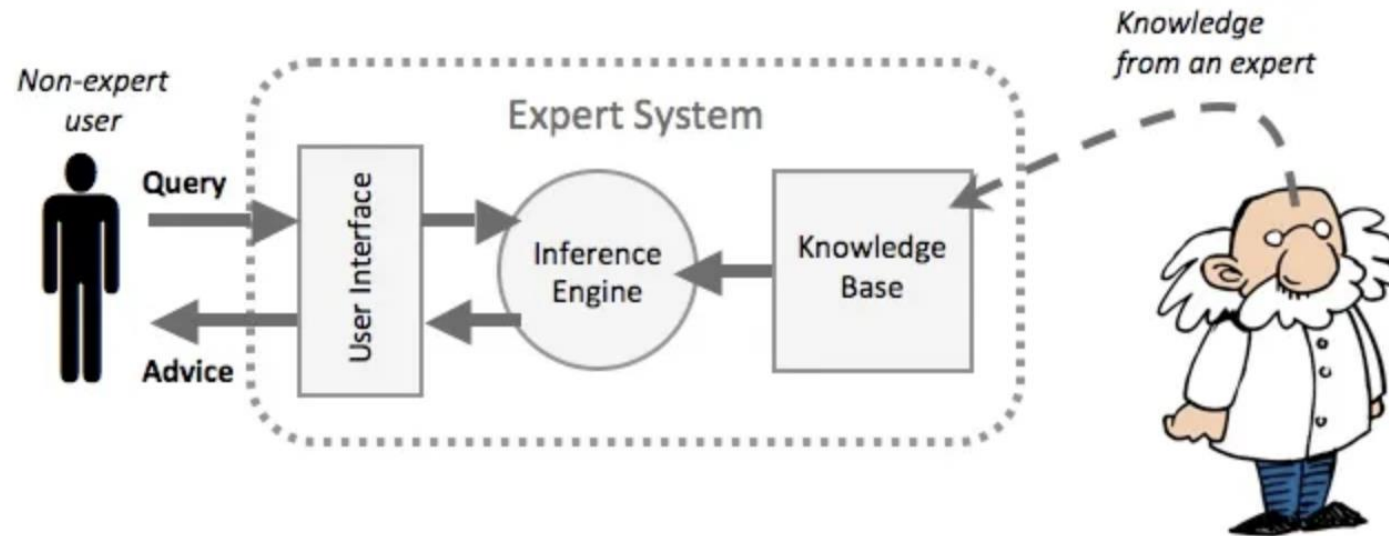 Knowledge
from an expert
Non-expert
user
Expert System
Query
User Interface
Inference
Engine
Knowledge
Base
Advice